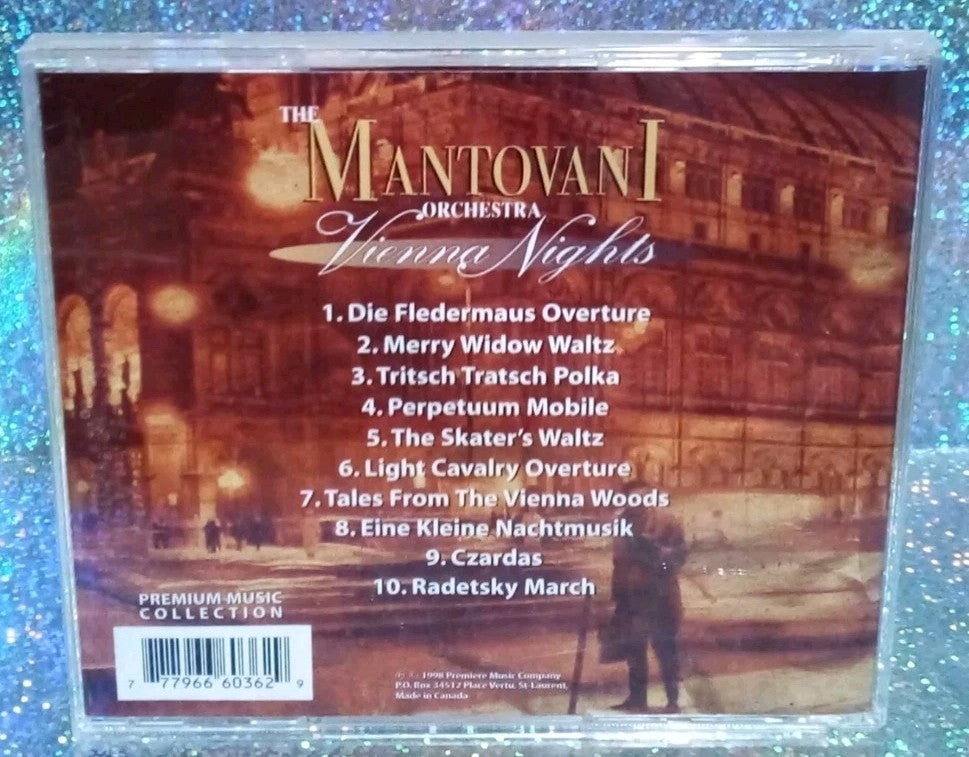 THE
MANTOVANI
ORCHESTRA
Vienna Nights
1. Die Fledermaus Overture
2. Merry Widow Waltz
3. Tritsch Tratsch Polka
4. Perpetuum Mobile
5. The Skater's Waltz
6. Light Cavalry Overture
7. Tales From The Vienna Woods
8. Eine Kleine Nachtmusik
9. Czardas
10. Radetsky March
PREMIUM MUSIC
COLLECTION
7 77966 60362 9
℗ © 1998 Premiere Music Company
P.O. Box 34512 Place Vertu, St-Laurent,
Made in Canada